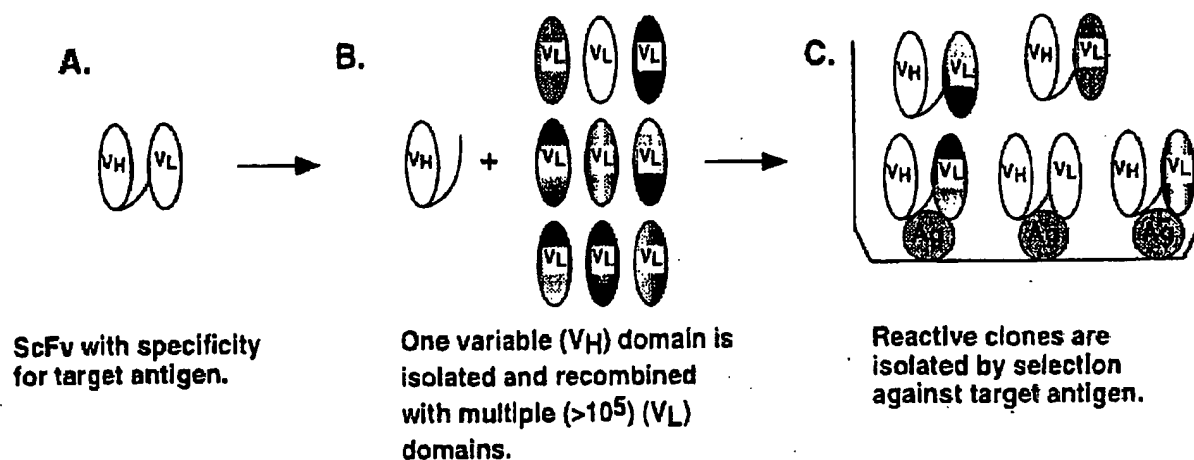 A.
VH VL
B.
VH +
VL VL VL
VL VL VL
VL VL VL
C.
VH VL VH VL
VH VL VH VL VH VL
Ag Ag Ag
ScFv with specificity
for target antigen.
One variable (VH) domain is
isolated and recombined
with multiple (>10⁵) (VL)
domains.
Reactive clones are
isolated by selection
against target antigen.